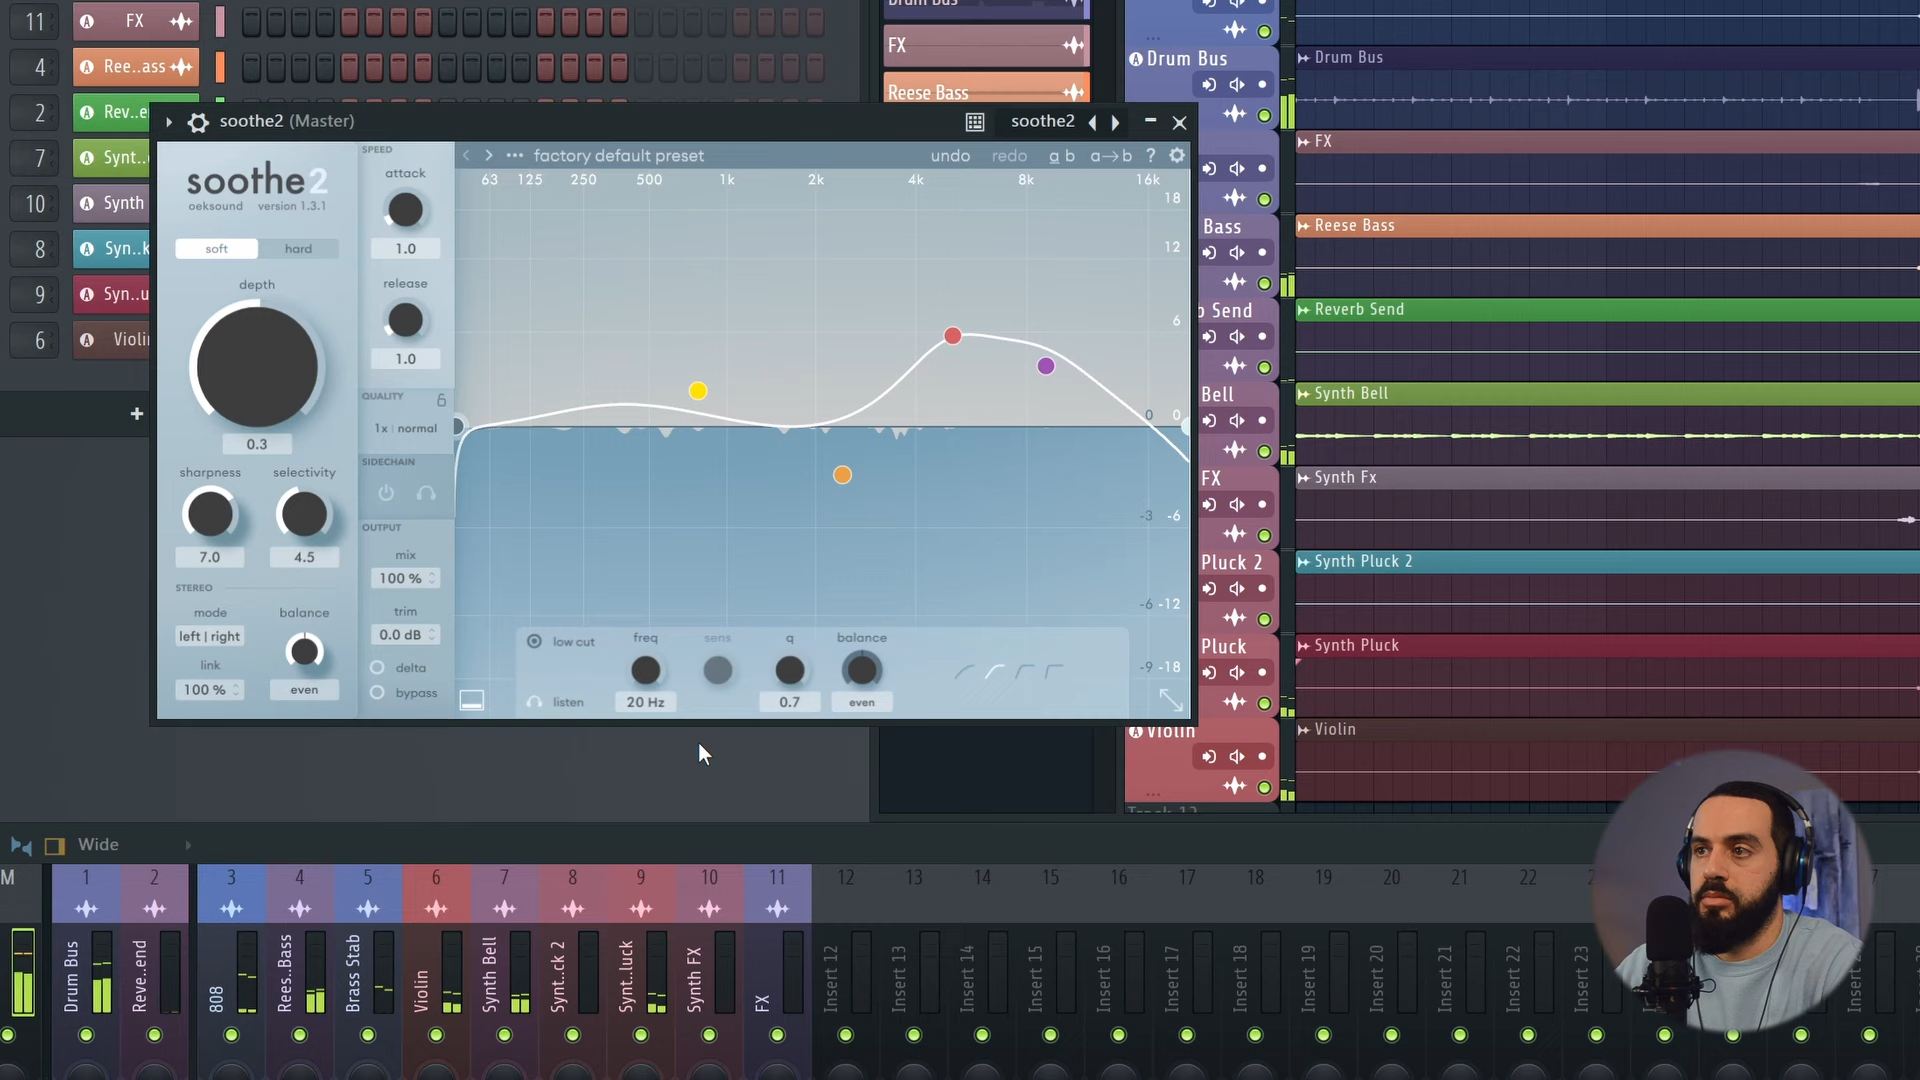 11 FX
4 Ree..ass
2 Rev..e
7 Synt..
10 Synth
8 Syn..k
9 Syn..u
6 Violi
+
FX
Reese Bass
Drum Bus
Bass
Send
Bell
FX
Pluck 2
Pluck
Violin
Drum Bus
FX
Reese Bass
Reverb Send
Synth Bell
Synth Fx
Synth Pluck 2
Synth Pluck
Violin
soothe2 (Master)
soothe2
soothe2
oeksound version 1.3.1
soft hard
depth
0.3
sharpness selectivity
7.0 4.5
STEREO
mode balance
left | right
link
100 % even
SPEED
attack
1.0
release
1.0
QUALITY
1x | normal
SIDECHAIN
OUTPUT
mix
100 %
trim
0.0 dB
delta
bypass
factory default preset
undo redo a b a→b ?
63 125 250 500 1k 2k 4k 8k 16k
18
12
6
0 0
-3 -6
-6 -12
-9 -18
low cut freq sens q balance
listen 20 Hz 0.7 even
Wide
M 1 2 3 4 5 6 7 8 9 10 11 12 13 14 15 16 17 18 19 20 21 22
Drum Bus
Reve..end
808
Rees..Bass
Brass Stab
Violin
Synth Bell
Synt..ck 2
Synt..luck
Synth FX
FX
Insert 12
Insert 13
Insert 14
Insert 15
Insert 16
Insert 17
Insert 18
Insert 19
Insert 20
Insert 21
Insert 22
Insert 23